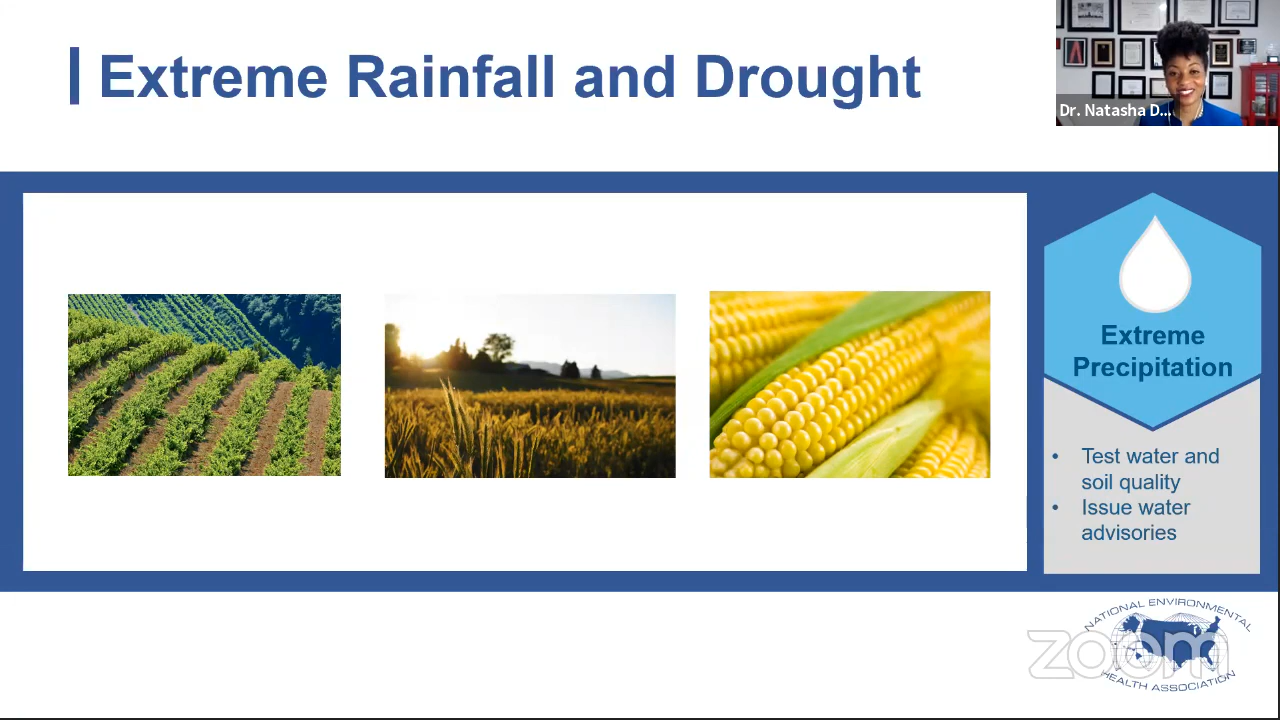 Extreme Rainfall and Drought
Dr. Natasha D...
Extreme
Precipitation
• Test water and
soil quality
• Issue water
advisories
NATIONAL ENVIRONMENTAL
zoom
HEALTH ASSOCIATION